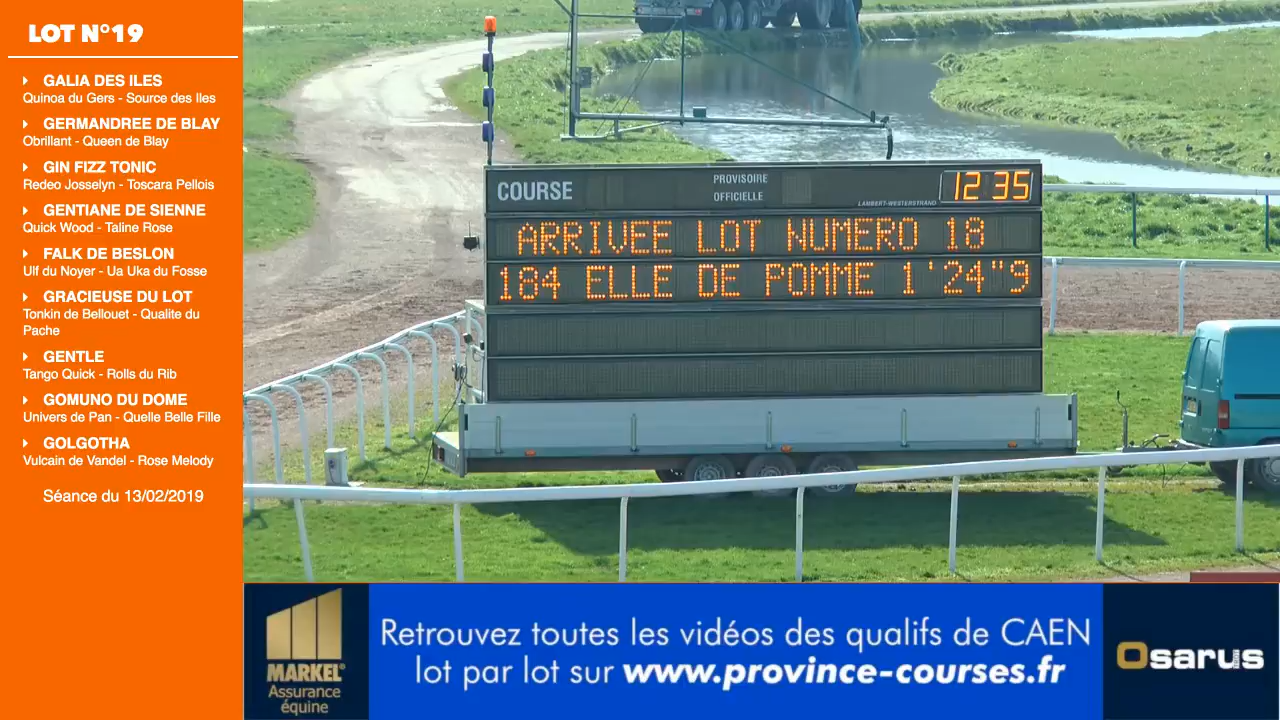 LOT N°19
GALIA DES ILES
Quinoa du Gers - Source des Iles
GERMANDREE DE BLAY
Obrillant - Queen de Blay
GIN FIZZ TONIC
Redeo Josselyn - Toscara Pellois
GENTIANE DE SIENNE
Quick Wood - Taline Rose
FALK DE BESLON
Ulf du Noyer - Ua Uka du Fosse
GRACIEUSE DU LOT
Tonkin de Bellouet - Qualite du
Pache
GENTLE
Tango Quick - Rolls du Rib
GOMUNO DU DOME
Univers de Pan - Quelle Belle Fille
GOLGOTHA
Vulcain de Vandel - Rose Melody
Séance du 13/02/2019
COURSE
PROVISOIRE
OFFICIELLE
LAMBERT-WESTERSTRAND
12 35
ARRIVEE LOT NUMERO 18
184 ELLE DE POMME 1'24"9
MARKEL
Assurance
équine
Retrouvez toutes les vidéos des qualifs de CAEN
lot par lot sur www.province-courses.fr
Osarus